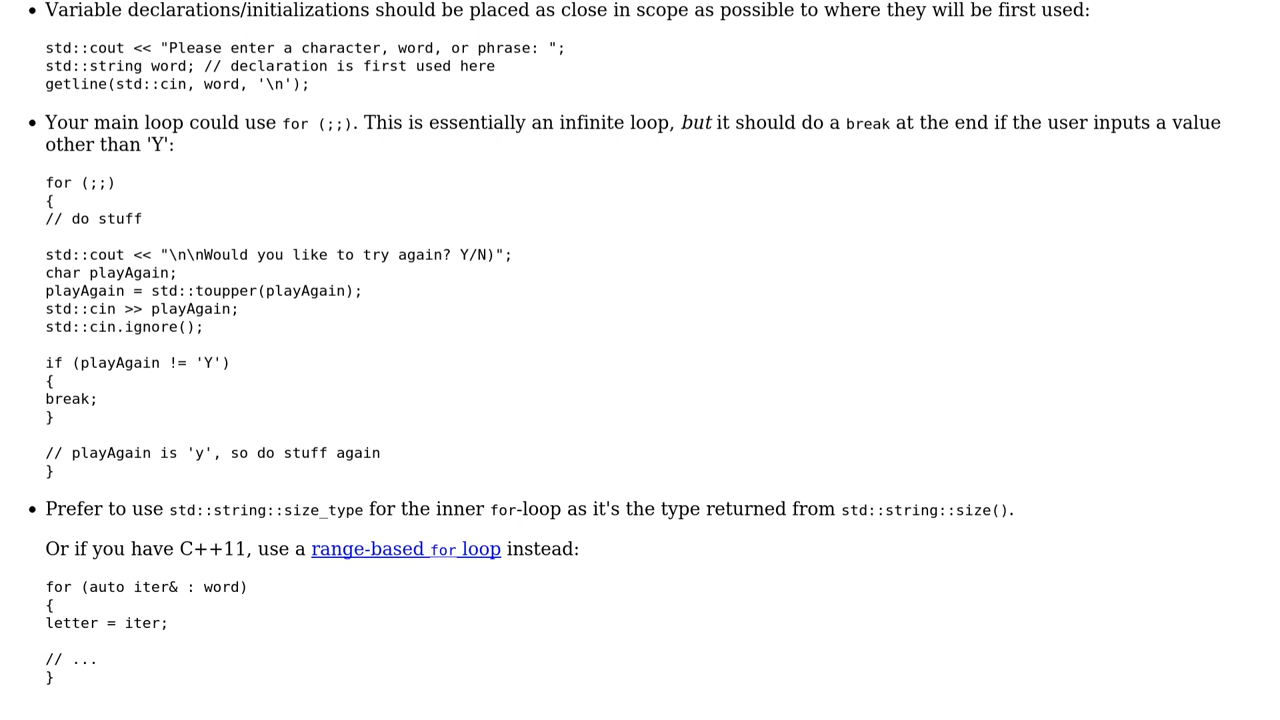 • Variable declarations/initializations should be placed as close in scope as possible to where they will be first used:
std::cout << "Please enter a character, word, or phrase: ";
std::string word; // declaration is first used here
getline(std::cin, word, '\n');
• Your main loop could use for (;;). This is essentially an infinite loop, but it should do a break at the end if the user inputs a value
other than 'Y':
for (;;)
{
// do stuff
std::cout << "\n\nWould you like to try again? Y/N)";
char playAgain;
playAgain = std::toupper(playAgain);
std::cin >> playAgain;
std::cin.ignore();
if (playAgain != 'Y')
{
break;
}
// playAgain is 'y', so do stuff again
}
• Prefer to use std::string::size_type for the inner for-loop as it's the type returned from std::string::size().
Or if you have C++11, use a range-based for loop instead:
for (auto iter& : word)
{
letter = iter;
// ...
}